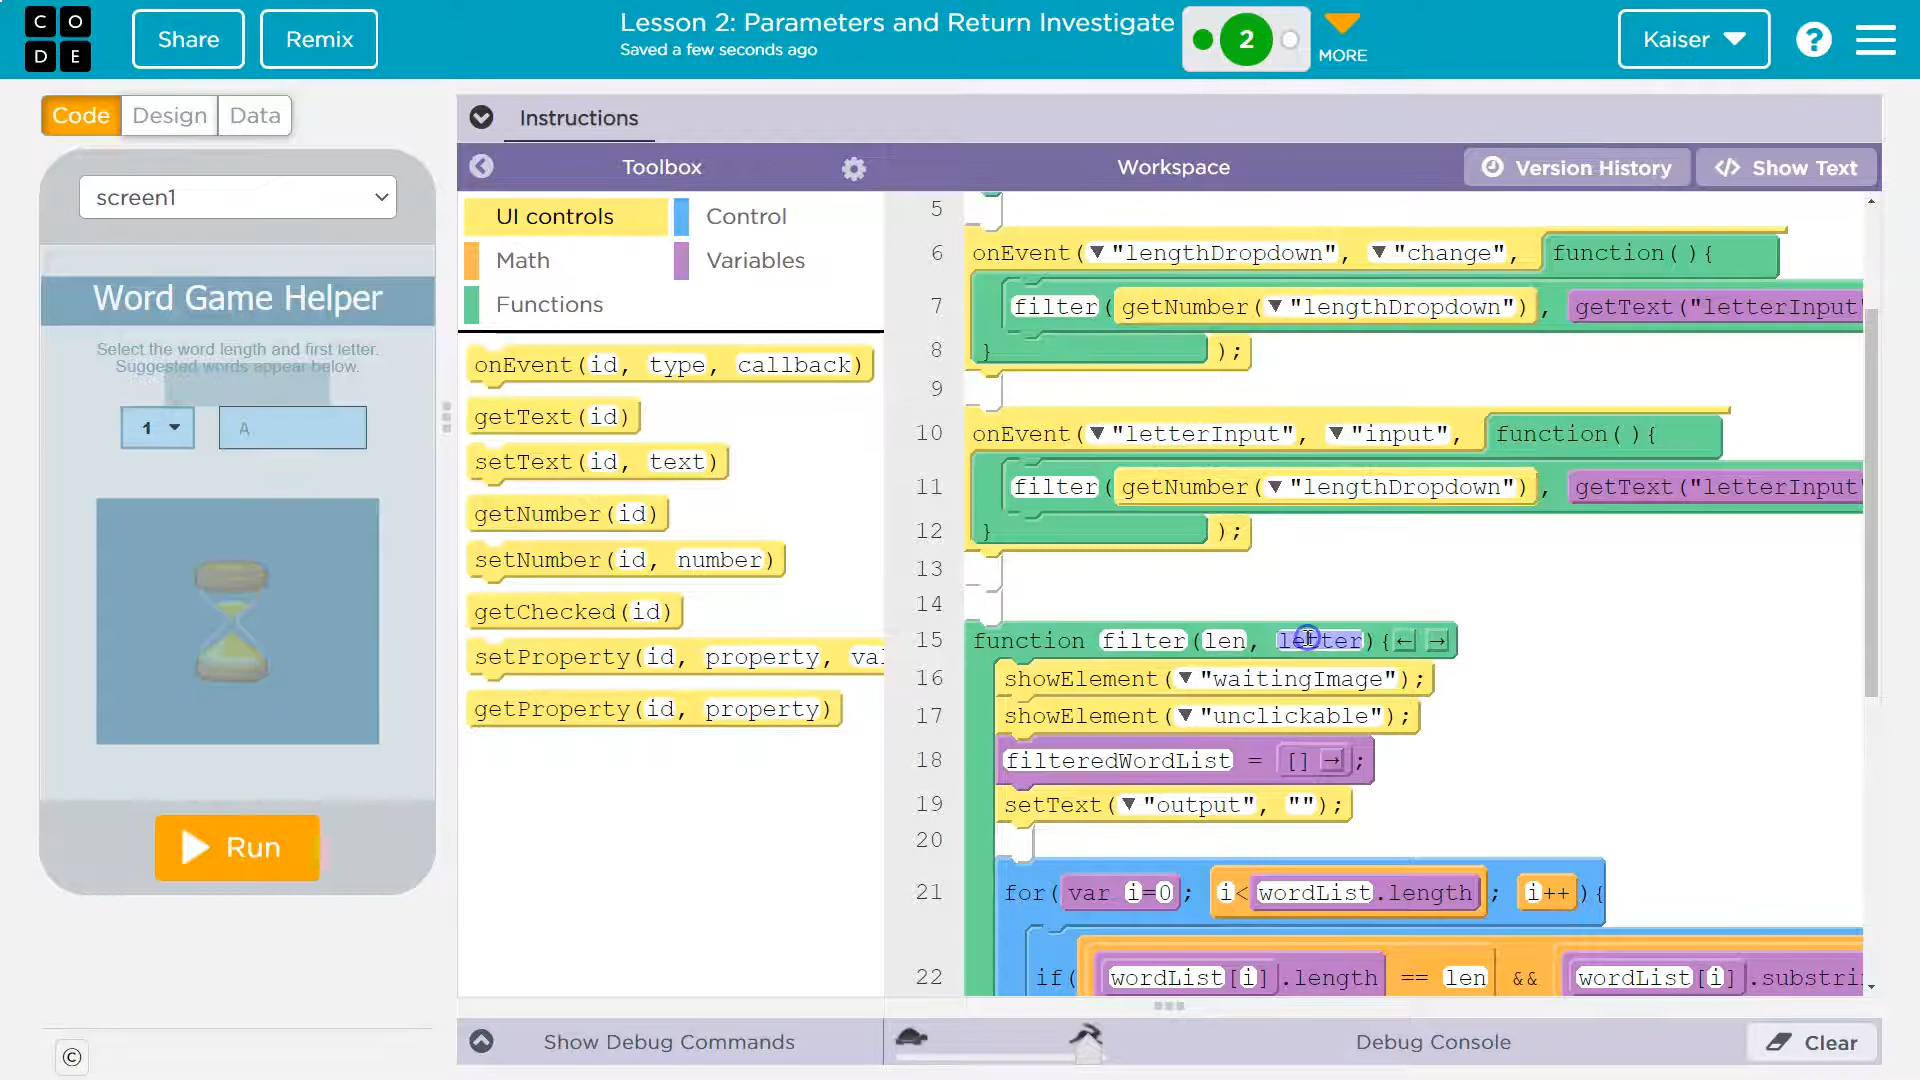 CODE
Share
Remix
Lesson 2: Parameters and Return Investigate
Saved a few seconds ago
2
MORE
Kaiser
?
Code
Design
Data
screen1
Word Game Helper
Select the word length and first letter.
Suggested words appear below.
1
A
Run
©
Instructions
Toolbox
Workspace
Version History
</> Show Text
UI controls
Control
Math
Variables
Functions
onEvent(id, type, callback)
getText(id)
setText(id, text)
getNumber(id)
setNumber(id, number)
getChecked(id)
setProperty(id, property, val
getProperty(id, property)
5
6 onEvent(▼"lengthDropdown", ▼"change", function( ){
7 filter(getNumber(▼"lengthDropdown"), getText("letterInput"
8 } );
9
10 onEvent(▼"letterInput", ▼"input", function( ){
11 filter(getNumber(▼"lengthDropdown"), getText("letterInput"
12 } );
13
14
15 function filter(len, letter){ ← →
16 showElement(▼"waitingImage");
17 showElement(▼"unclickable");
18 filteredWordList = [] →;
19 setText(▼"output", "");
20
21 for(var i=0; i<wordList.length; i++){
22 if( wordList[i].length == len && wordList[i].substri
Show Debug Commands
Debug Console
Clear